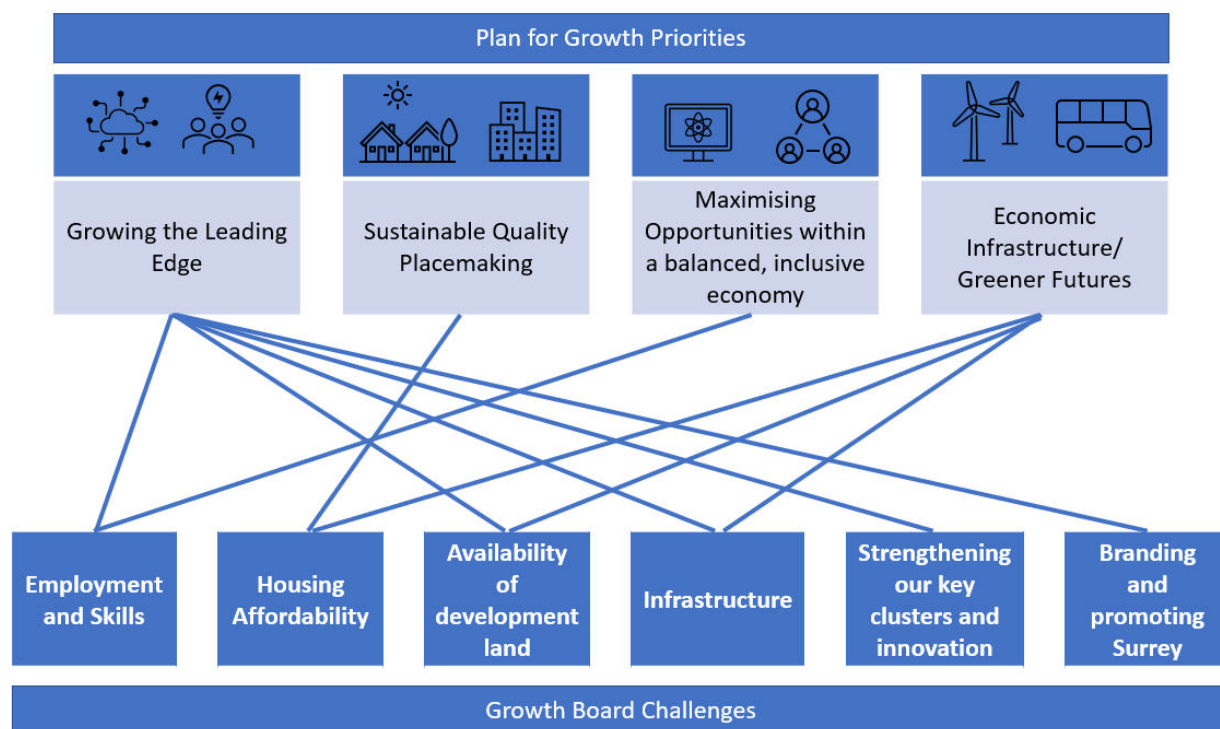 Plan for Growth Priorities
Growing the Leading
Edge
Sustainable Quality
Placemaking
Maximising
Opportunities within
a balanced, inclusive
economy
Economic
Infrastructure/
Greener Futures
Employment
and Skills
Housing
Affordability
Availability
of
development
land
Infrastructure
Strengthening
our key
clusters and
innovation
Branding
and
promoting
Surrey
Growth Board Challenges